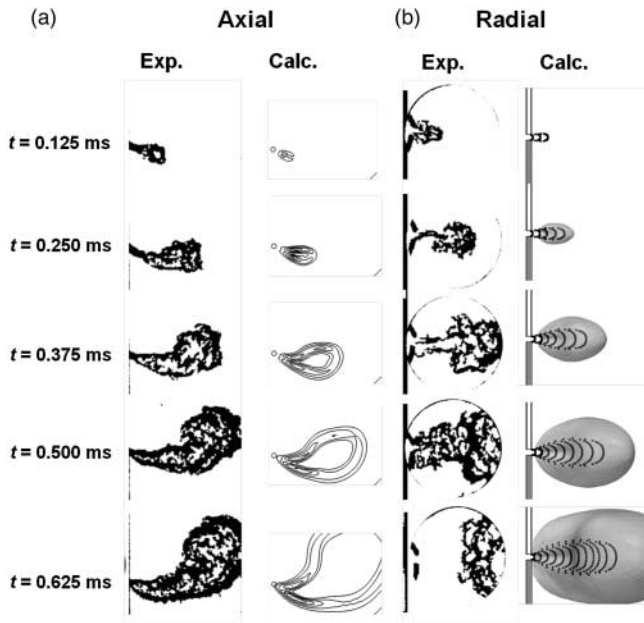 (a) Axial (b) Radial
Exp. Calc. Exp. Calc.
t = 0.125 ms
t = 0.250 ms
t = 0.375 ms
t = 0.500 ms
t = 0.625 ms